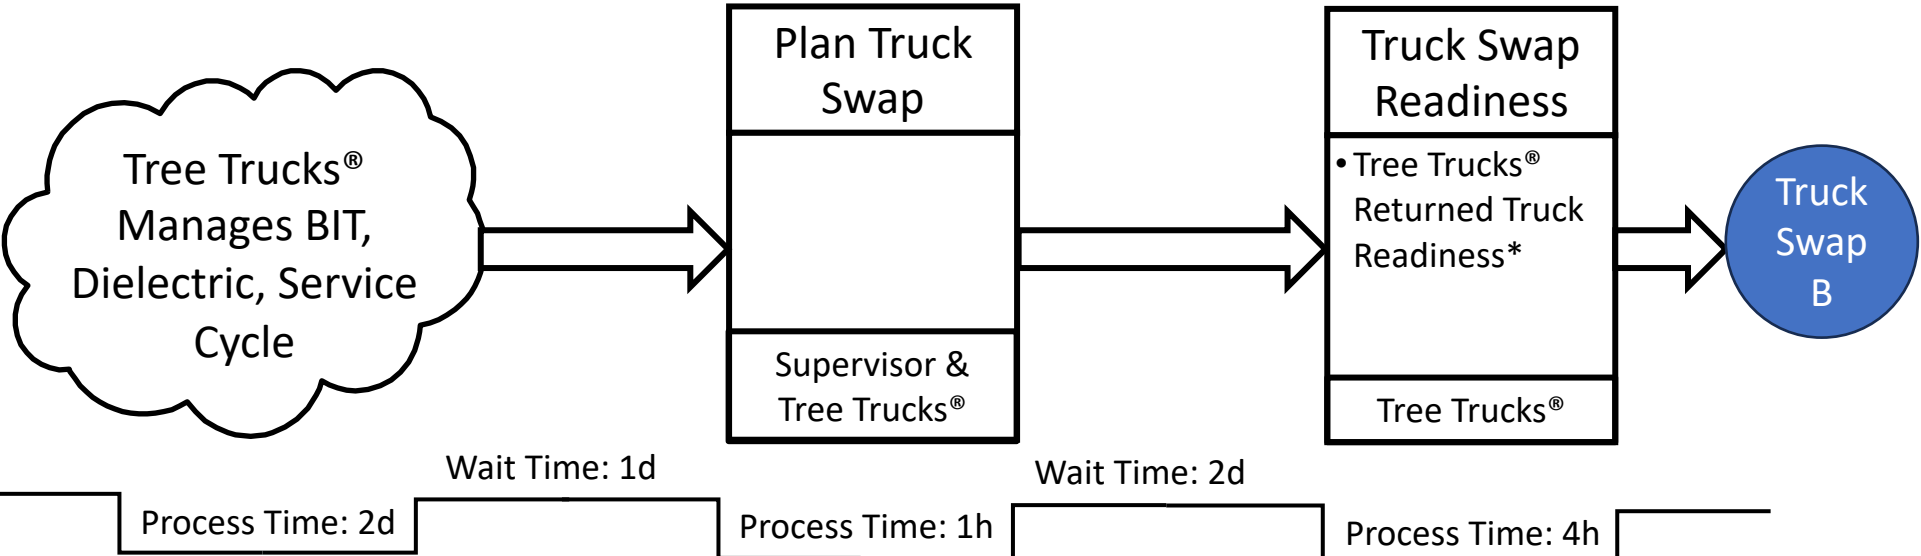 Tree Trucks®
Manages BIT,
Dielectric, Service
Cycle
Plan Truck
Swap
Supervisor &
Tree Trucks®
Truck Swap
Readiness
• Tree Trucks®
Returned Truck
Readiness*
Tree Trucks®
Truck
Swap
B
Wait Time: 1d
Wait Time: 2d
Process Time: 2d
Process Time: 1h
Process Time: 4h